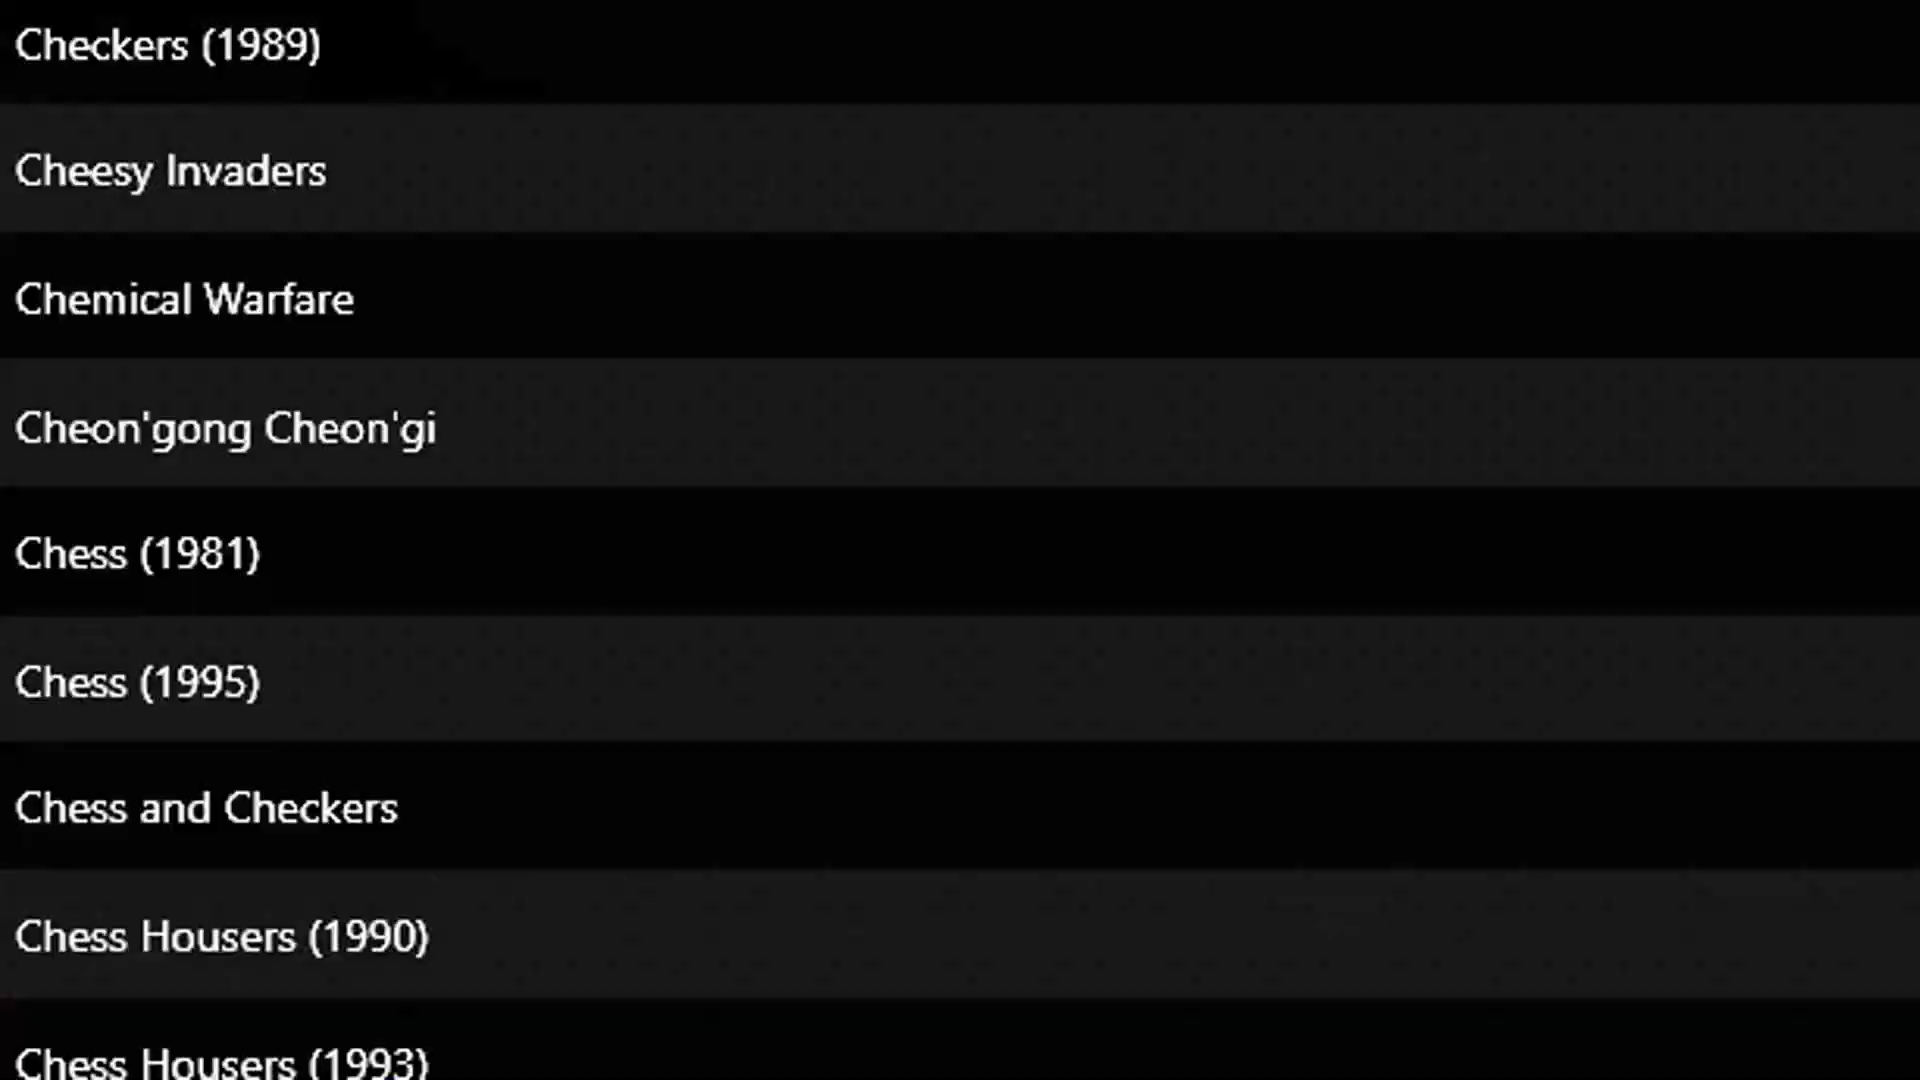 Checkers (1989)
Cheesy Invaders
Chemical Warfare
Cheon'gong Cheon'gi
Chess (1981)
Chess (1995)
Chess and Checkers
Chess Housers (1990)
Chess Housers (1993)